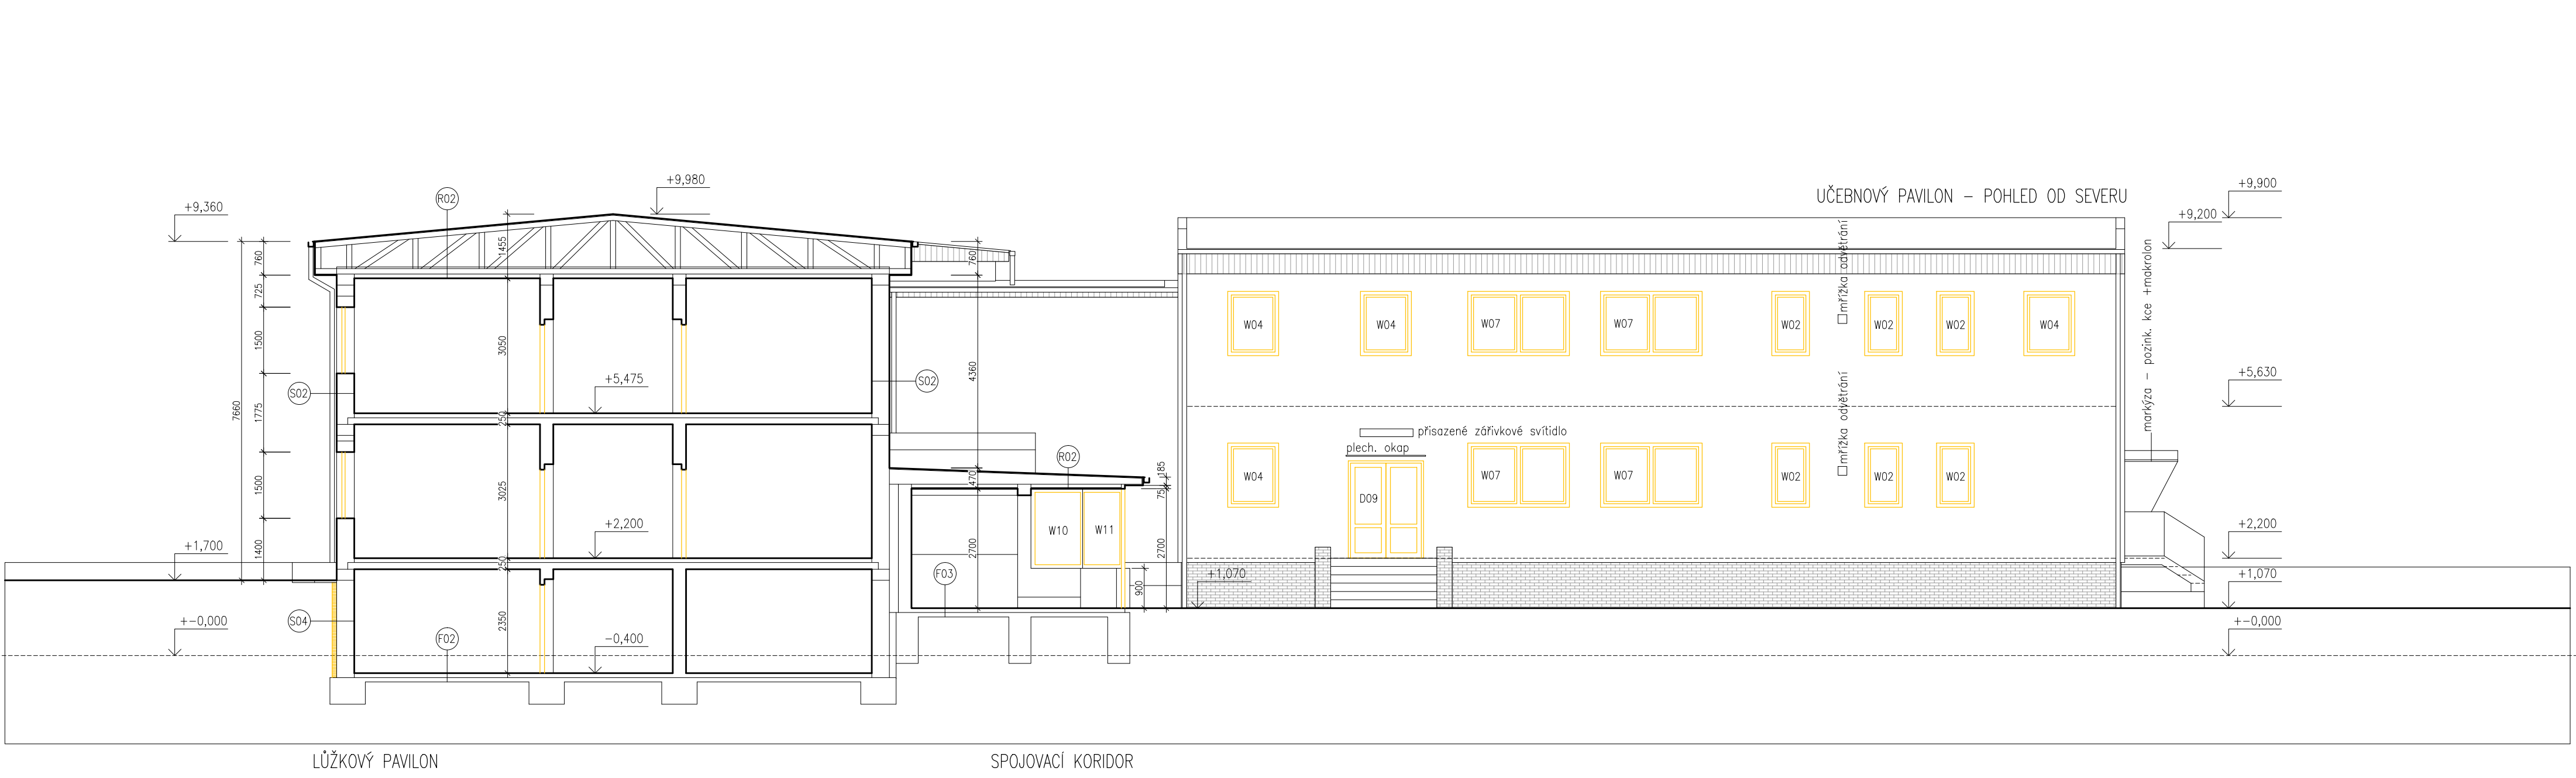 UČEBNOVÝ PAVILON – POHLED OD SEVERU
+9,360
R02
+9,980
+9,900
+9,200
760
1455
760
725
1500
1775
1500
1400
7660
3050
250
3025
250
2350
+5,475
+2,200
-0,400
S02
S02
S04
F02
+1,700
+-0,000
4360
470
2700
R02
185
75
2700
900
F03
W10
W11
+1,070
W04
W04
W07
W07
W02
W02
W02
W04
mřížka odvětrání
mřížka odvětrání
přisazené zářivkové svítidlo
plech. okap
D09
W04
W07
W07
W02
W02
W02
markýza – pozink. kce +makrolon
+5,630
+2,200
+1,070
+-0,000
LŮŽKOVÝ PAVILON
SPOJOVACÍ KORIDOR